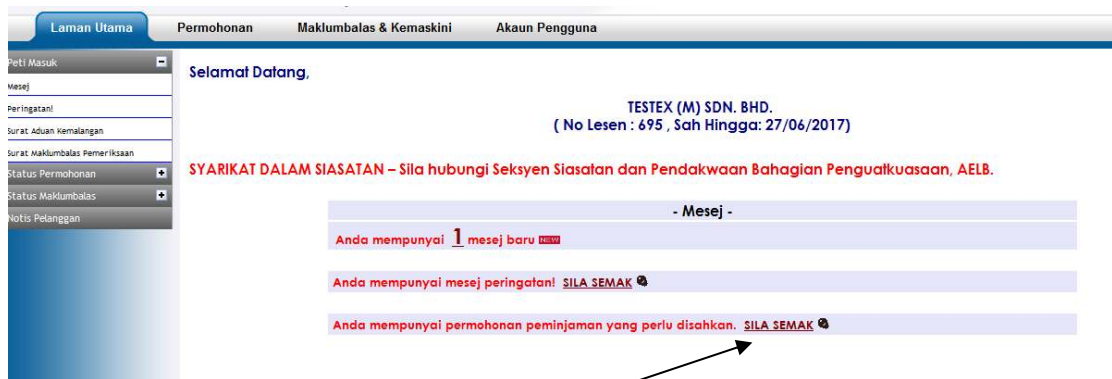 Laman Utama
Permohonan
Maklumbalas & Kemaskini
Akaun Pengguna
Peti Masuk
Mesej
Peringatan!
Surat Aduan Kemalangan
Surat Maklumbalas Pemeriksaan
Status Permohonan
Status Maklumbalas
Notis Pelanggan
Selamat Datang,
TESTEX (M) SDN. BHD.
( No Lesen : 695 , Sah Hingga: 27/06/2017)
SYARIKAT DALAM SIASATAN – Sila hubungi Seksyen Siasatan dan Pendakwaan Bahagian Penguatkuasaan, AELB.
- Mesej -
Anda mempunyai 1 mesej baru NEW
Anda mempunyai mesej peringatan! SILA SEMAK
Anda mempunyai permohonan peminjaman yang perlu disahkan. SILA SEMAK